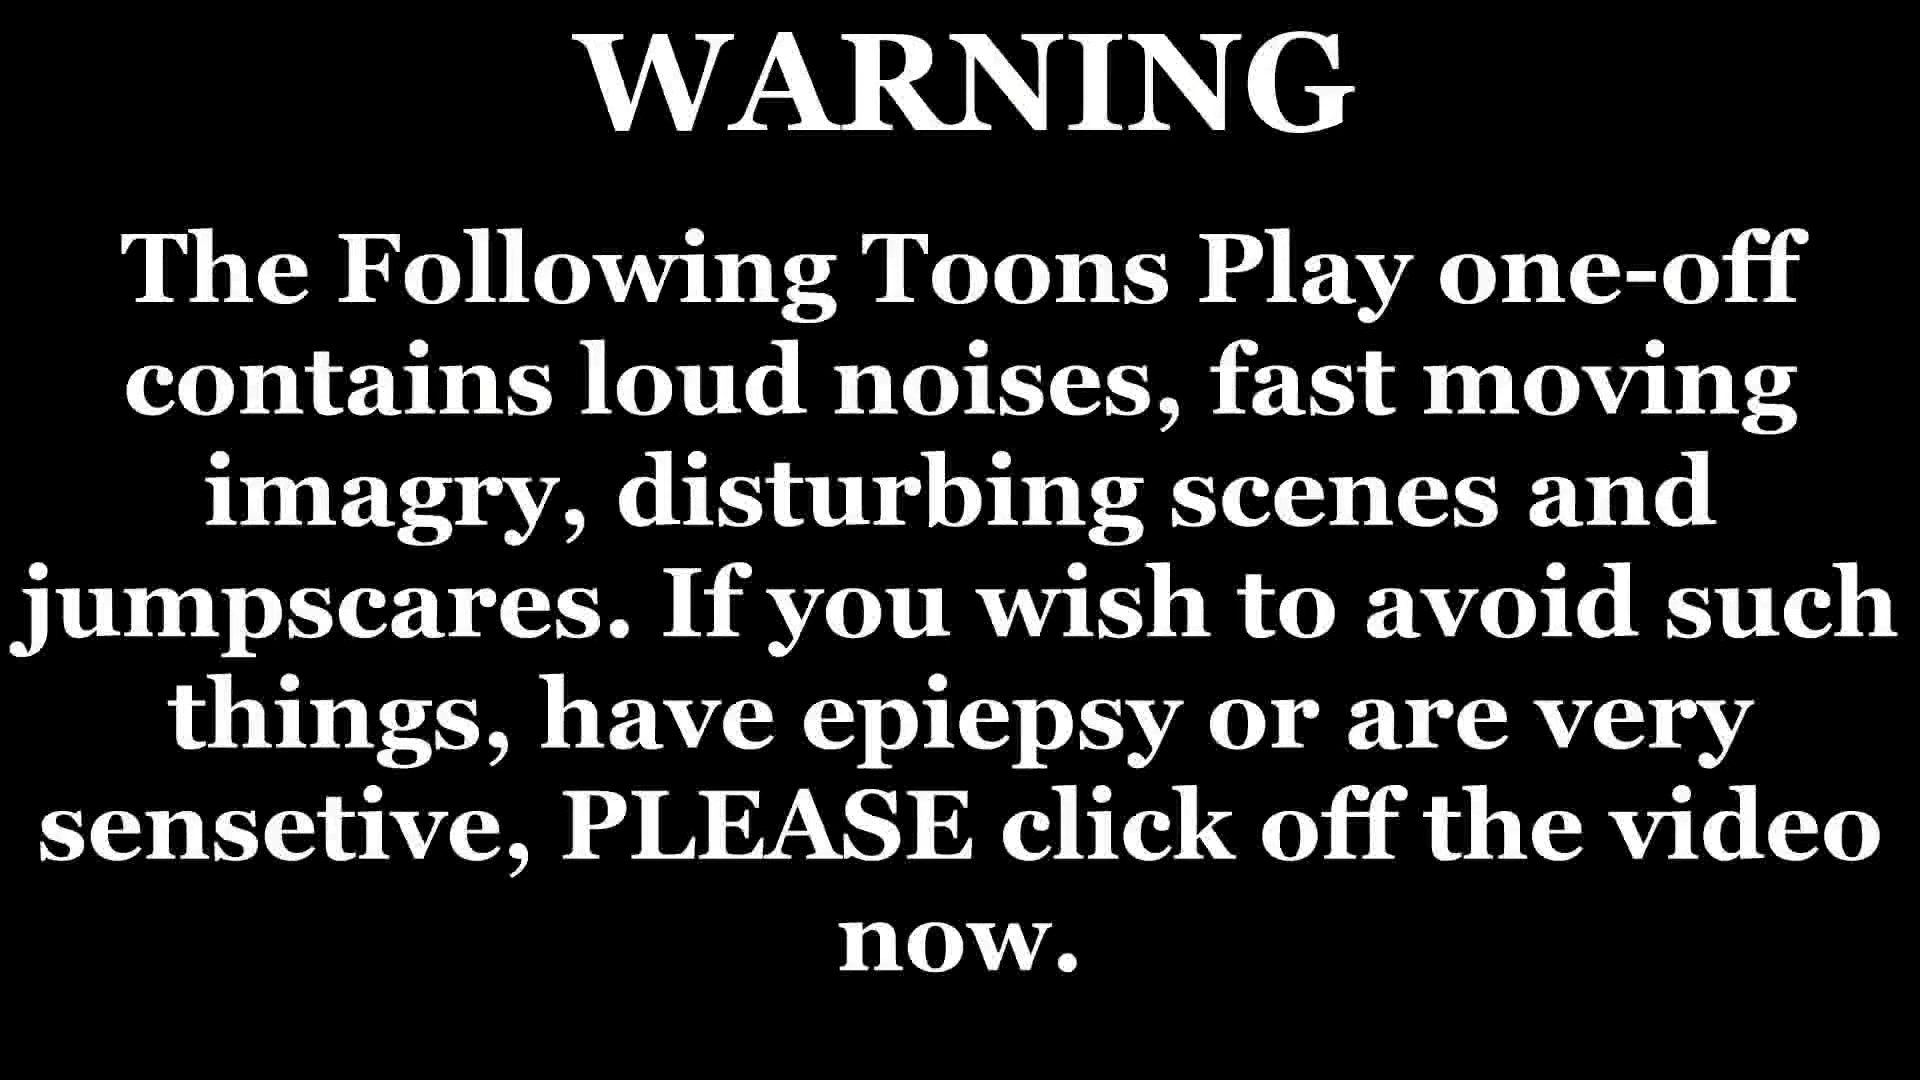 WARNING
The Following Toons Play one-off
contains loud noises, fast moving
imagry, disturbing scenes and
jumpscares. If you wish to avoid such
things, have epiepsy or are very
sensetive, PLEASE click off the video
now.